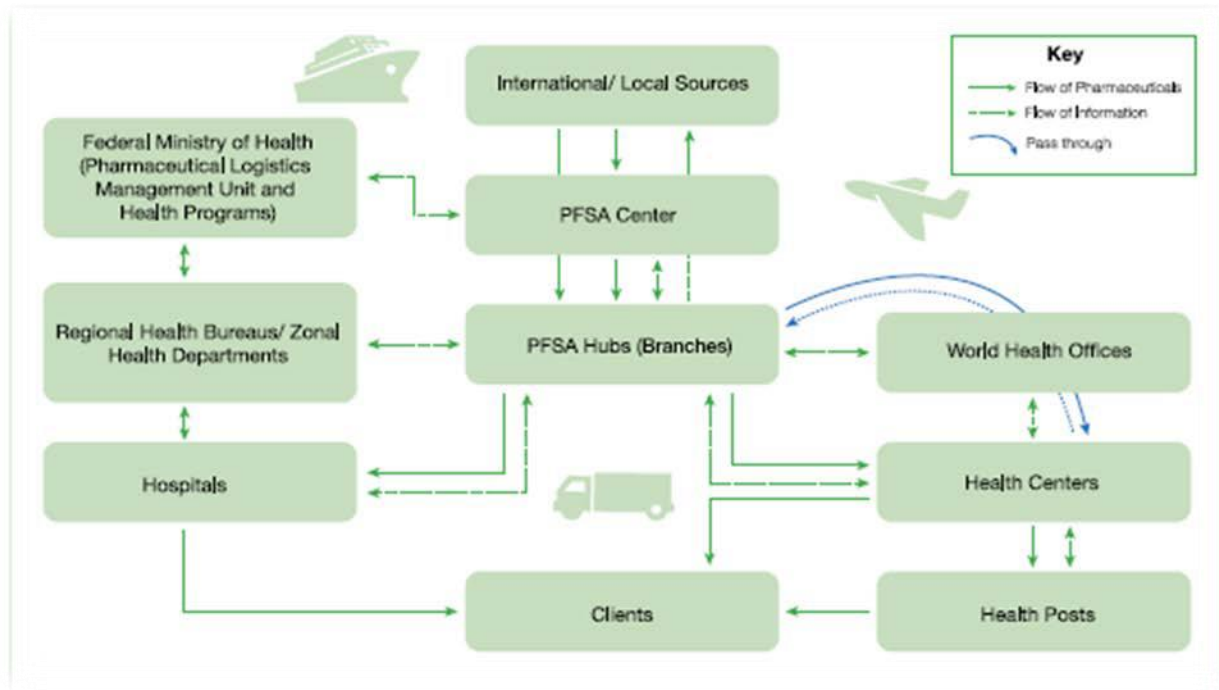 International/ Local Sources
Key
Flow of Pharmaceuticals
Flow of Information
Pass through
Federal Ministry of Health
(Pharmaceutical Logistics
Management Unit and
Health Programs)
PFSA Center
Regional Health Bureaus/ Zonal
Health Departments
PFSA Hubs (Branches)
World Health Offices
Hospitals
Health Centers
Clients
Health Posts